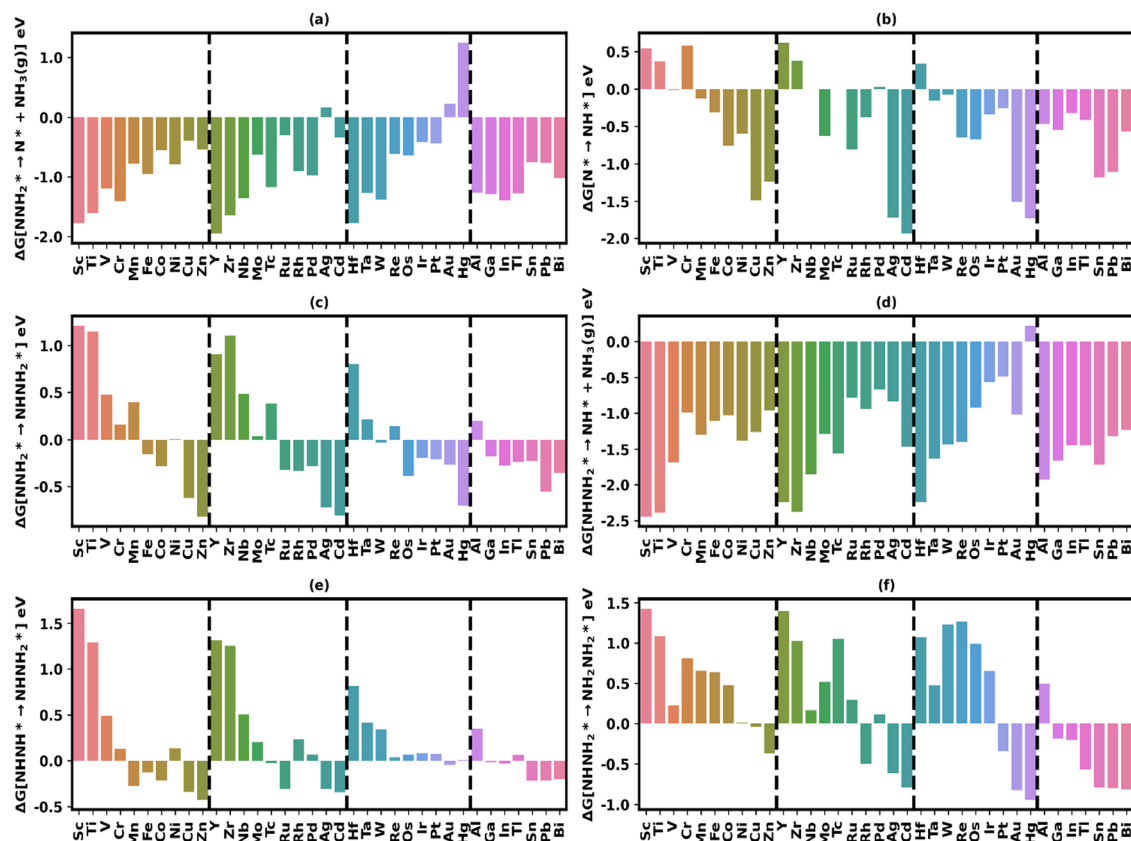 (a)
ΔG[NNH₂* → N* + NH₃(g)] eV
1.0
0.0
-1.0
-2.0
Sc Ti V Cr Mn Fe Co Ni Cu Zn Y Zr Nb Mo Tc Ru Rh Pd Ag Cd Hf Ta W Re Os Ir Pt Au Hg Al Ga In Tl Sn Pb Bi
(b)
ΔG[N* → NH*] eV
0.5
0.0
-0.5
-1.0
-1.5
-2.0
Sc Ti V Cr Mn Fe Co Ni Cu Zn Y Zr Nb Mo Tc Ru Rh Pd Ag Cd Hf Ta W Re Os Ir Pt Au Hg Al Ga In Tl Sn Pb Bi
(c)
ΔG[NNH₂* → NHNH₂*] eV
1.0
0.5
0.0
-0.5
Sc Ti V Cr Mn Fe Co Ni Cu Zn Y Zr Nb Mo Tc Ru Rh Pd Ag Cd Hf Ta W Re Os Ir Pt Au Hg Al Ga In Tl Sn Pb Bi
(d)
ΔG[NHNH₂* → NH* + NH₃(g)] eV
0.0
-0.5
-1.0
-1.5
-2.0
-2.5
Sc Ti V Cr Mn Fe Co Ni Cu Zn Y Zr Nb Mo Tc Ru Rh Pd Ag Cd Hf Ta W Re Os Ir Pt Au Hg Al Ga In Tl Sn Pb Bi
(e)
ΔG[NHNH* → NHNH₂*] eV
1.5
1.0
0.5
0.0
-0.5
Sc Ti V Cr Mn Fe Co Ni Cu Zn Y Zr Nb Mo Tc Ru Rh Pd Ag Cd Hf Ta W Re Os Ir Pt Au Hg Al Ga In Tl Sn Pb Bi
(f)
ΔG[NHNH₂* → NH₂NH₂*] eV
1.5
1.0
0.5
0.0
-0.5
-1.0
Sc Ti V Cr Mn Fe Co Ni Cu Zn Y Zr Nb Mo Tc Ru Rh Pd Ag Cd Hf Ta W Re Os Ir Pt Au Hg Al Ga In Tl Sn Pb Bi